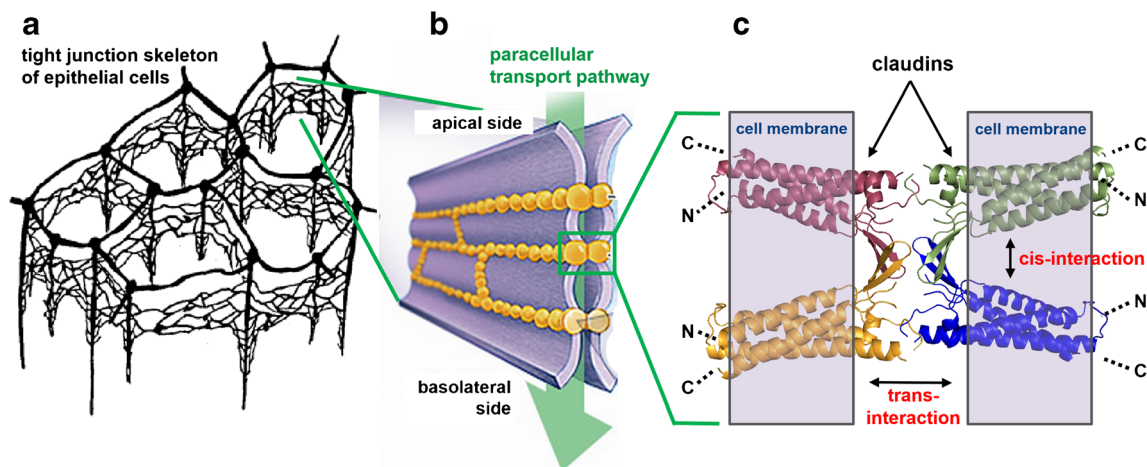 a
tight junction skeleton
of epithelial cells
b
paracellular
transport pathway
apical side
basolateral
side
c
claudins
cell membrane
cell membrane
C
N
N
C
C
N
N
C
cis-interaction
trans-
interaction